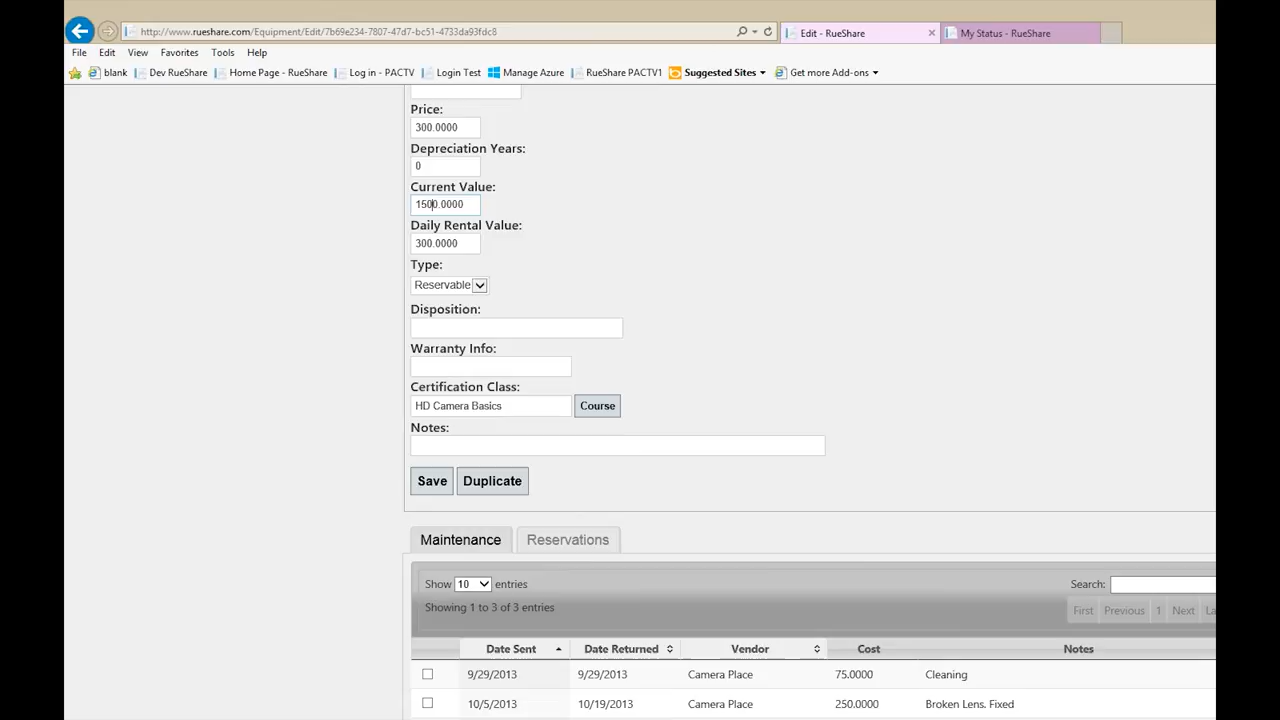 http://www.rueshare.com/Equipment/Edit/7b69e234-7807-47d7-bc51-4733da93fdc8
Edit - RueShare
My Status - RueShare
File Edit View Favorites Tools Help
blank Dev RueShare Home Page - RueShare Log in - PACTV Login Test Manage Azure RueShare PACTV1 Suggested Sites Get more Add-ons
Price:
300.0000
Depreciation Years:
0
Current Value:
1500.0000
Daily Rental Value:
300.0000
Type:
Reservable
Disposition:
Warranty Info:
Certification Class:
HD Camera Basics Course
Notes:
Save Duplicate
Maintenance Reservations
Show 10 entries Search:
Showing 1 to 3 of 3 entries First Previous 1 Next La
Date Sent Date Returned Vendor Cost Notes
9/29/2013 9/29/2013 Camera Place 75.0000 Cleaning
10/5/2013 10/19/2013 Camera Place 250.0000 Broken Lens. Fixed